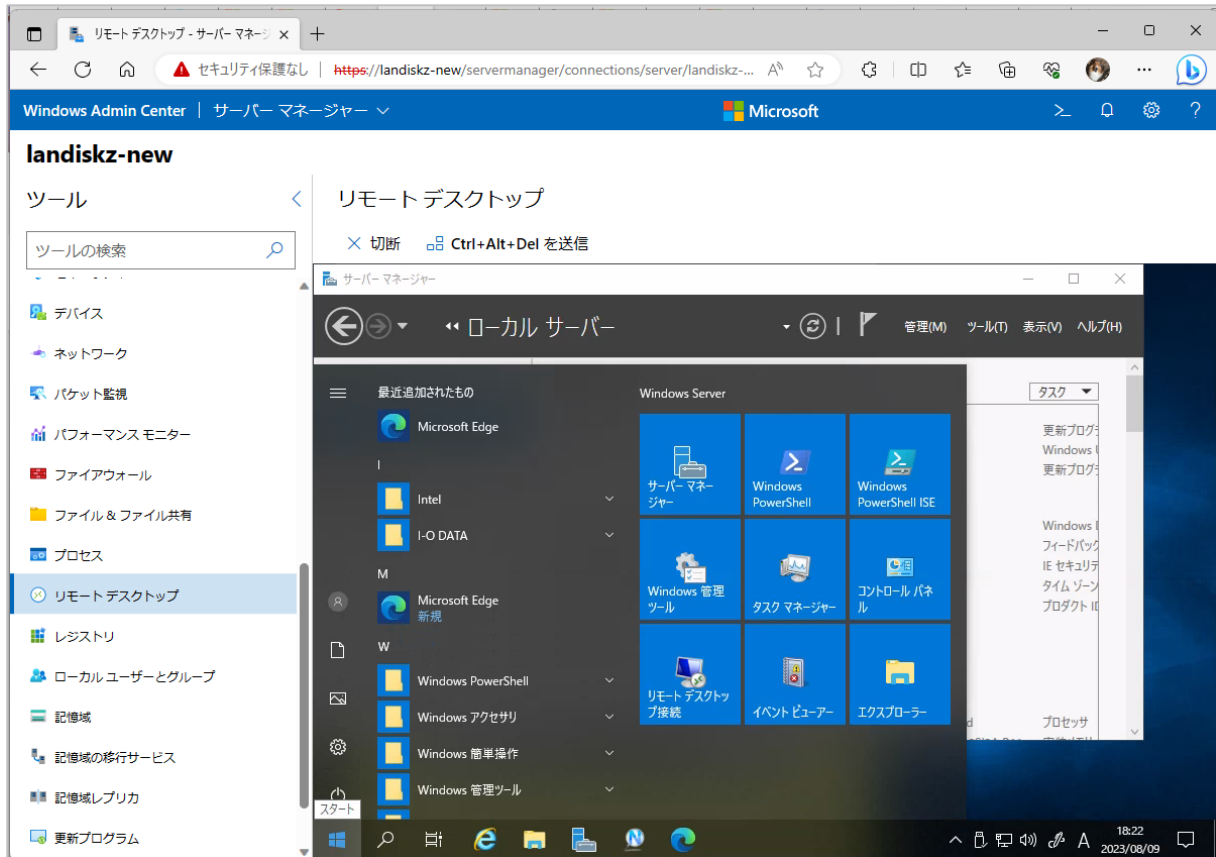 リモート デスクトップ - サーバー マネージ
セキュリティ保護なし | https://landiskz-new/servermanager/connections/server/landiskz-...
Windows Admin Center | サーバー マネージャー
Microsoft
landiskz-new
ツール
ツールの検索
デバイス
ネットワーク
パケット監視
パフォーマンス モニター
ファイアウォール
ファイル & ファイル共有
プロセス
リモート デスクトップ
レジストリ
ローカル ユーザーとグループ
記憶域
記憶域の移行サービス
記憶域レプリカ
更新プログラム
リモート デスクトップ
切断
Ctrl+Alt+Del を送信
サーバー マネージャー
ローカル サーバー
管理(M) ツール(T) 表示(V) ヘルプ(H)
最近追加されたもの
Microsoft Edge
I
Intel
I-O DATA
M
Microsoft Edge
新規
W
Windows PowerShell
Windows アクセサリ
Windows 簡単操作
Windows 管理ツール
スタート
Windows Server
サーバー マネー
ジャー
Windows
PowerShell
Windows
PowerShell ISE
Windows 管理
ツール
タスク マネージャー
コントロール パネ
ル
リモート デスクトッ
プ接続
イベント ビューアー
エクスプローラー
タスク
更新プログ
Windows
更新プログ
Windows
フィードバック
IE セキュリテ
タイム ゾーン
プロダクト ID
プロセッサ
A
18:22
2023/08/09